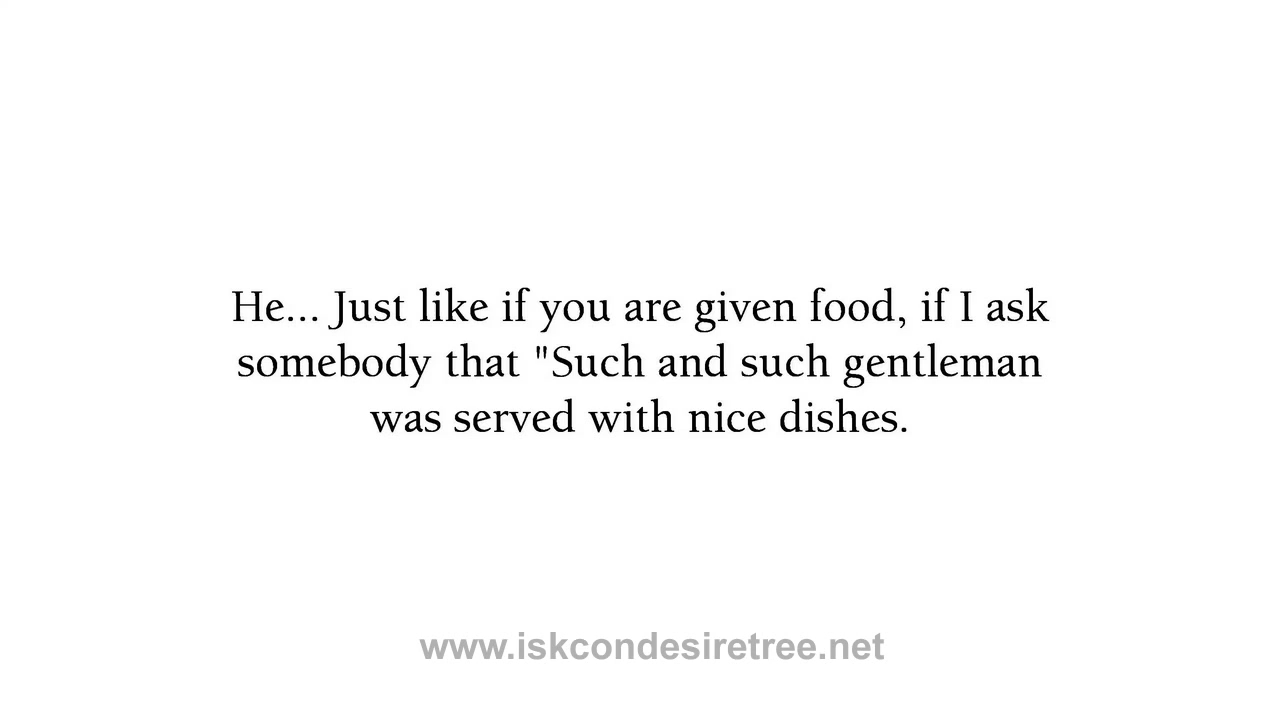 He... Just like if you are given food, if I ask
somebody that "Such and such gentleman
was served with nice dishes.
www.iskcondesiretree.net